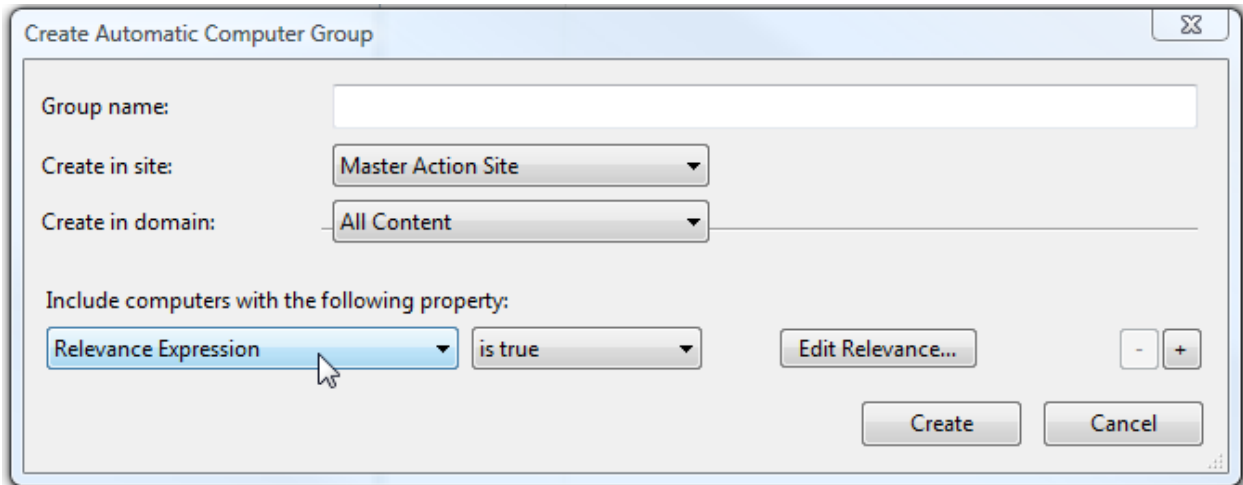 Create Automatic Computer Group
Group name:
Create in site: Master Action Site
Create in domain: All Content
Include computers with the following property:
Relevance Expression is true Edit Relevance... - +
Create Cancel